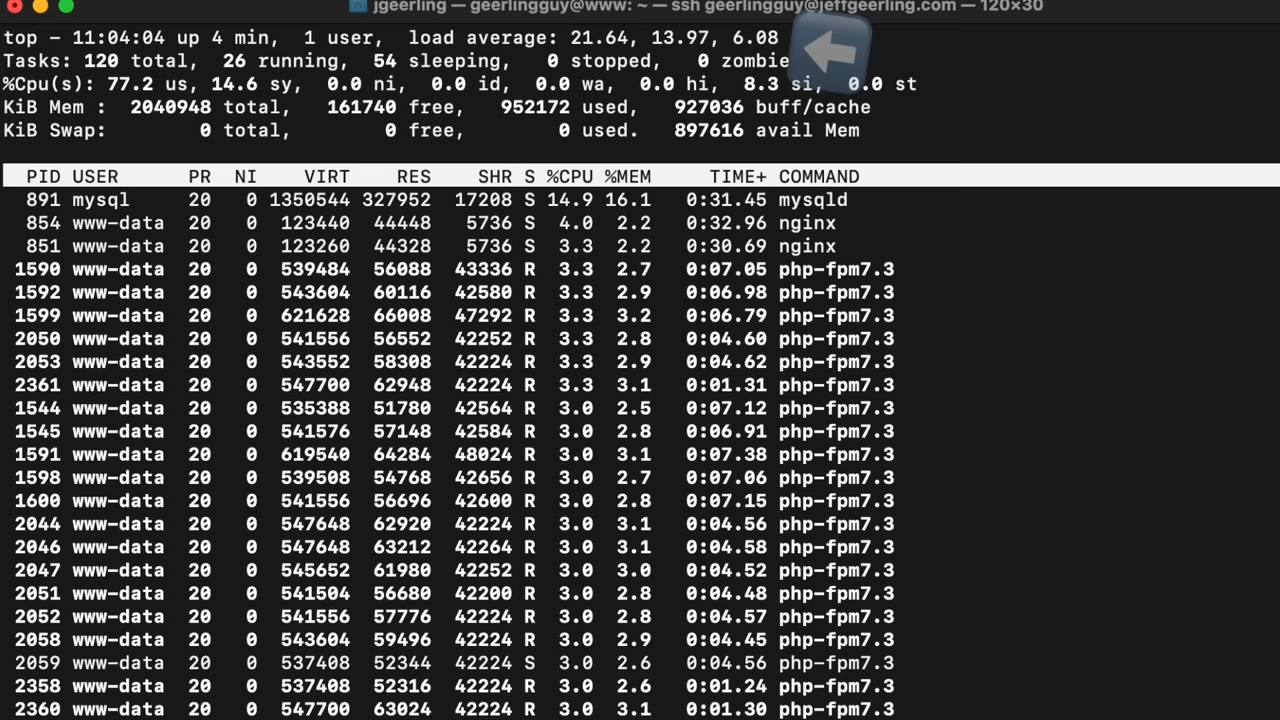 jgeerling — geerlingguy@www: ~ — ssh geerlingguy@jeffgeerling.com — 120×30
top - 11:04:04 up 4 min,  1 user,  load average: 21.64, 13.97, 6.08
Tasks: 120 total,  26 running,  54 sleeping,   0 stopped,   0 zombie
%Cpu(s): 77.2 us, 14.6 sy,  0.0 ni,  0.0 id,  0.0 wa,  0.0 hi,  8.3 si,  0.0 st
KiB Mem :  2040948 total,   161740 free,   952172 used,   927036 buff/cache
KiB Swap:        0 total,        0 free,        0 used.   897616 avail Mem
PID USER PR NI VIRT RES SHR S %CPU %MEM TIME+ COMMAND
891 mysql 20 0 1350544 327952 17208 S 14.9 16.1 0:31.45 mysqld
854 www-data 20 0 123440 44448 5736 S 4.0 2.2 0:32.96 nginx
851 www-data 20 0 123260 44328 5736 S 3.3 2.2 0:30.69 nginx
1590 www-data 20 0 539484 56088 43336 R 3.3 2.7 0:07.05 php-fpm7.3
1592 www-data 20 0 543604 60116 42580 R 3.3 2.9 0:06.98 php-fpm7.3
1599 www-data 20 0 621628 66008 47292 R 3.3 3.2 0:06.79 php-fpm7.3
2050 www-data 20 0 541556 56552 42252 R 3.3 2.8 0:04.60 php-fpm7.3
2053 www-data 20 0 543552 58308 42224 R 3.3 2.9 0:04.62 php-fpm7.3
2361 www-data 20 0 547700 62948 42224 R 3.3 3.1 0:01.31 php-fpm7.3
1544 www-data 20 0 535388 51780 42564 R 3.0 2.5 0:07.12 php-fpm7.3
1545 www-data 20 0 541576 57148 42584 R 3.0 2.8 0:06.91 php-fpm7.3
1591 www-data 20 0 619540 64284 48024 R 3.0 3.1 0:07.38 php-fpm7.3
1598 www-data 20 0 539508 54768 42656 R 3.0 2.7 0:07.06 php-fpm7.3
1600 www-data 20 0 541556 56696 42600 R 3.0 2.8 0:07.15 php-fpm7.3
2044 www-data 20 0 547648 62920 42224 R 3.0 3.1 0:04.56 php-fpm7.3
2046 www-data 20 0 547648 63212 42264 R 3.0 3.1 0:04.58 php-fpm7.3
2047 www-data 20 0 545652 61980 42252 R 3.0 3.0 0:04.52 php-fpm7.3
2051 www-data 20 0 541504 56680 42200 R 3.0 2.8 0:04.48 php-fpm7.3
2052 www-data 20 0 541556 57776 42224 R 3.0 2.8 0:04.57 php-fpm7.3
2058 www-data 20 0 543604 59496 42224 R 3.0 2.9 0:04.45 php-fpm7.3
2059 www-data 20 0 537408 52344 42224 S 3.0 2.6 0:04.56 php-fpm7.3
2358 www-data 20 0 537408 52316 42224 R 3.0 2.6 0:01.24 php-fpm7.3
2360 www-data 20 0 547700 63024 42224 R 3.0 3.1 0:01.30 php-fpm7.3